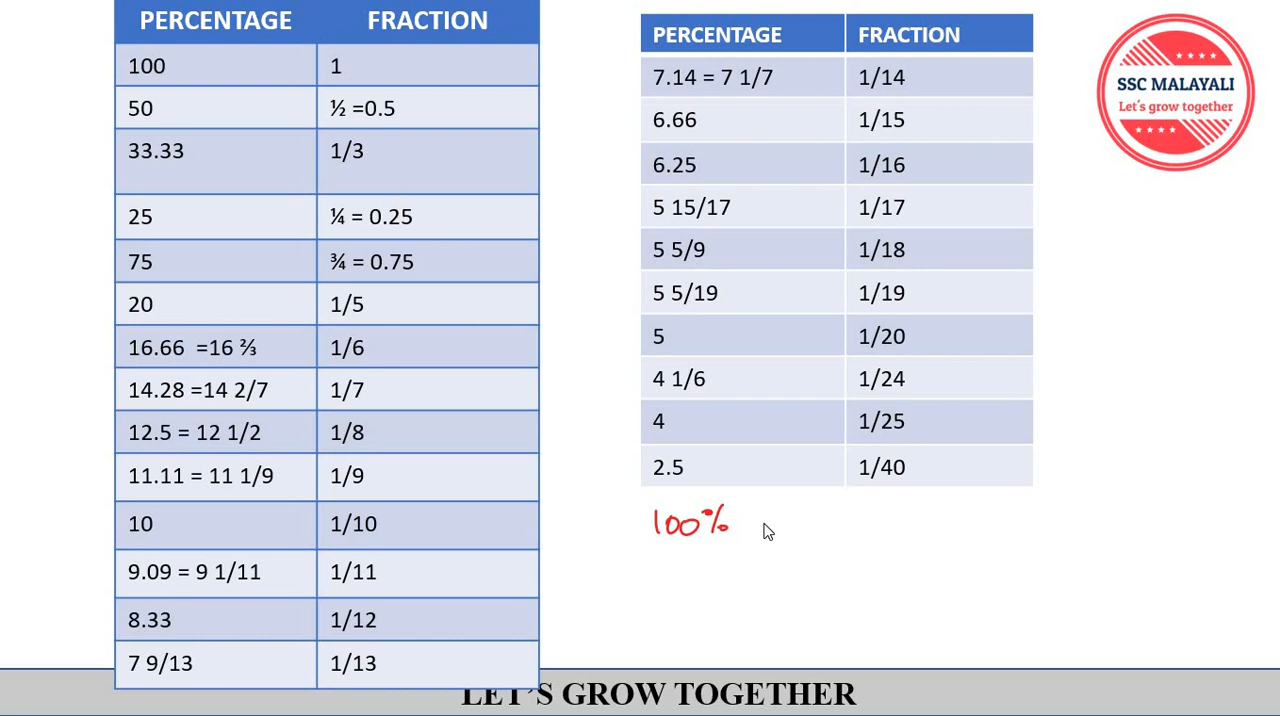 PERCENTAGE FRACTION
100 1
50 ½ =0.5
33.33 1/3
25 ¼ = 0.25
75 ¾ = 0.75
20 1/5
16.66 =16 ⅔ 1/6
14.28 =14 2/7 1/7
12.5 = 12 1/2 1/8
11.11 = 11 1/9 1/9
10 1/10
9.09 = 9 1/11 1/11
8.33 1/12
7 9/13 1/13
PERCENTAGE FRACTION
7.14 = 7 1/7 1/14
6.66 1/15
6.25 1/16
5 15/17 1/17
5 5/9 1/18
5 5/19 1/19
5 1/20
4 1/6 1/24
4 1/25
2.5 1/40
100%
SSC MALAYALI
Let's grow together
LET'S GROW TOGETHER